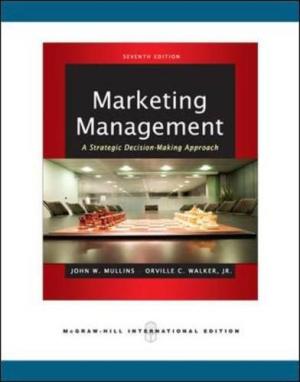 SEVENTH EDITION
Marketing
Management
A Strategic Decision-Making Approach
JOHN W. MULLINS ORVILLE C. WALKER, JR.
McGRAW-HILL INTERNATIONAL EDITION